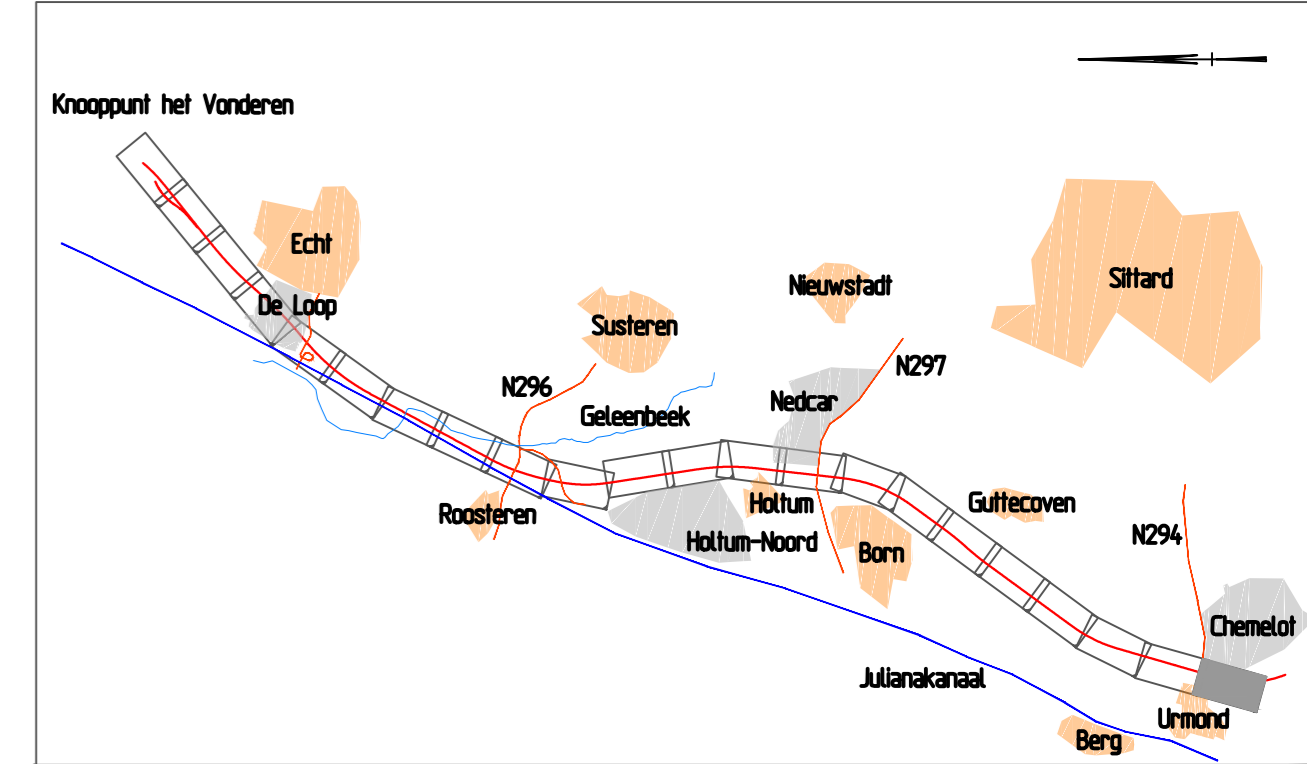 Knooppunt het Vonderen
Echt
De Loop
Susteren
Nieuwstadt
Sittard
N296
N297
Geleenbeek
Nedcar
Roosteren
Holtum
Holtum-Noord
Born
Guttecoven
N294
Chemelot
Julianakanaal
Urmond
Berg